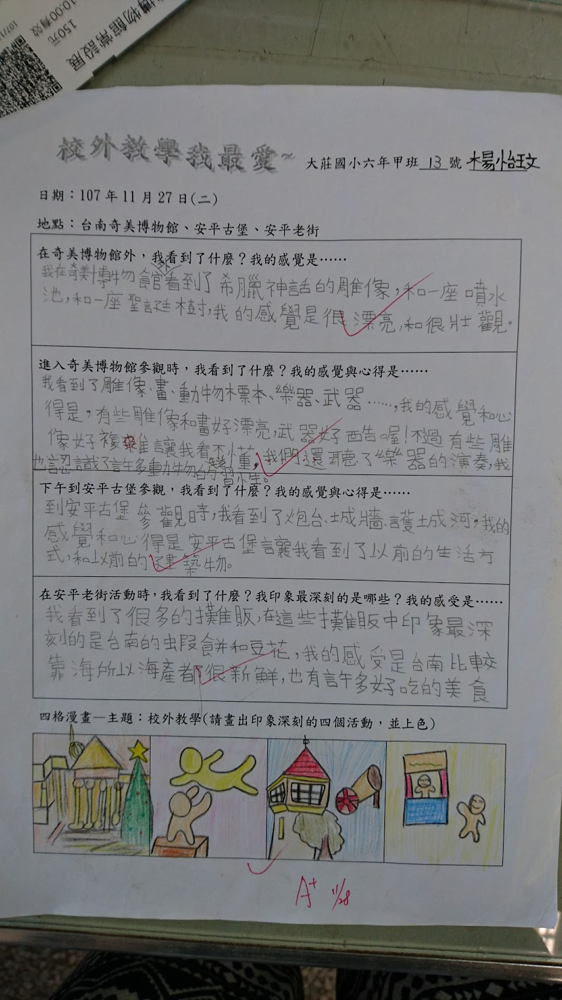 博物館常設展
150元
10:00有效
107/1
校外教學我最愛~
大莊國小六年甲班 13 號 楊怡玟
日期：107 年 11 月 27 日(二)
地點：台南奇美博物館、安平古堡、安平老街
在奇美博物館外，我看到了什麼？我的感覺是……
我在奇美博物館外看到了希臘神話的雕像，和一座噴水
池，和一座聖誕樹，我的感覺是很漂亮，和很壯觀。
進入奇美博物館參觀時，我看到了什麼？我的感覺與心得是……
我看到了雕像、畫、動物標本、樂器、武器……，我的感覺和心
得是，有些雕像和畫好漂亮，武器好酷喔！不過有些雕
像好複雜讓我看不懂，我們還聽了樂器的演奏，我
也認識了許多動物的習性。
下午到安平古堡參觀，我看到了什麼？我的感覺與心得是……
到安平古堡參觀時，我看到了炮台、城牆、護城河，我的
感覺和心得是安平古堡讓我看到了以前的生活方
式，和以前的建築物。
在安平老街活動時，我看到了什麼？我印象最深刻的是哪些？我的感受是……
我看到了很多的攤販，在這些攤販中印象最深
刻的是台南的蝦餅和豆花，我的感受是台南比較
靠海所以海產都很新鮮，也有許多好吃的美食
四格漫畫—主題：校外教學(請畫出印象深刻的四個活動，並上色)
A+ 11/28